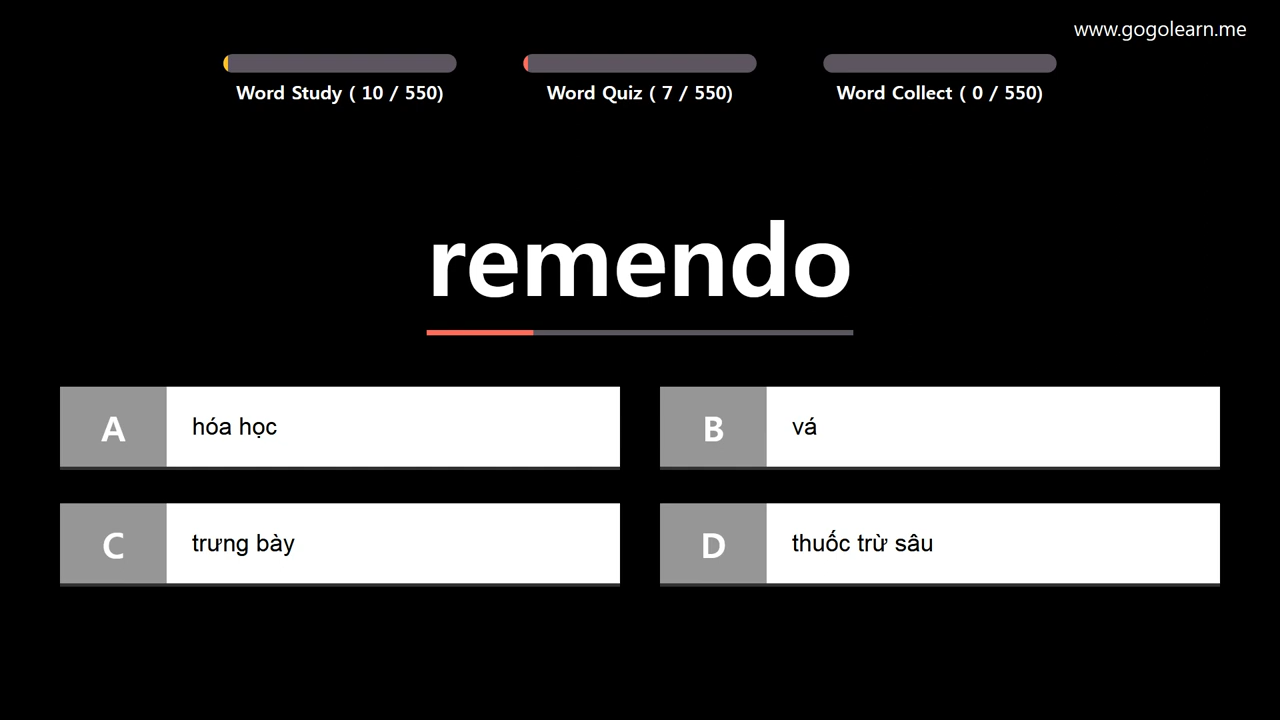 www.gogolearn.me
Word Study ( 10 / 550)
Word Quiz ( 7 / 550)
Word Collect ( 0 / 550)
remendo
A hóa học
B vá
C trưng bày
D thuốc trừ sâu